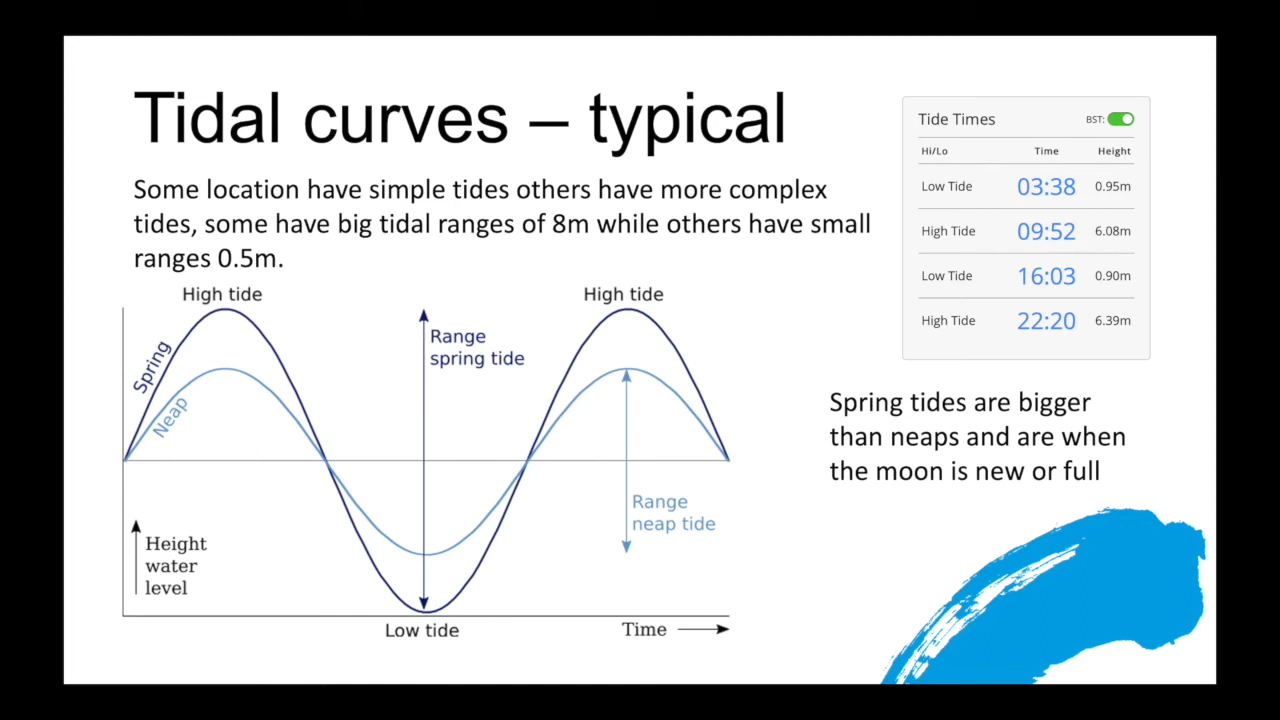 Tidal curves – typical
Some location have simple tides others have more complex
tides, some have big tidal ranges of 8m while others have small
ranges 0.5m.
Tide Times BST:
Hi/Lo Time Height
Low Tide 03:38 0.95m
High Tide 09:52 6.08m
Low Tide 16:03 0.90m
High Tide 22:20 6.39m
High tide
High tide
Spring
Neap
Range
spring tide
Range
neap tide
Height
water
level
Low tide
Time
Spring tides are bigger
than neaps and are when
the moon is new or full